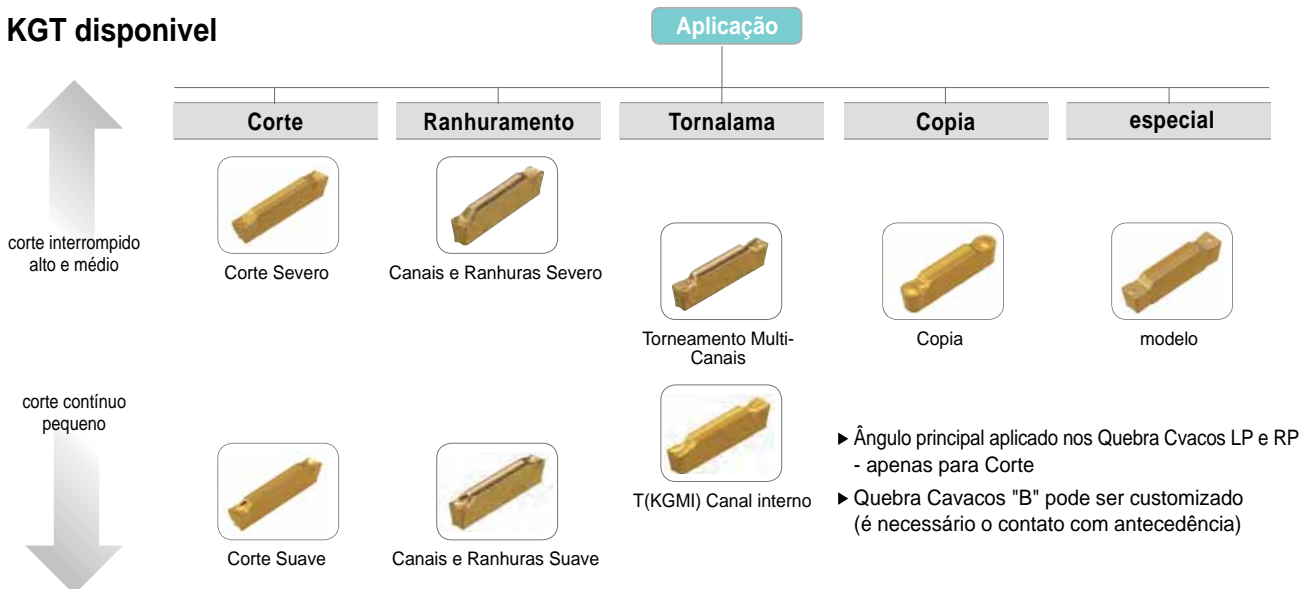 KGT disponivel
Aplicação
Corte
Ranhuramento
Tornalama
Copia
especial
corte interrompido
alto e médio
Corte Severo
Canais e Ranhuras Severo
Torneamento Multi-
Canais
Copia
modelo
corte contínuo
pequeno
Corte Suave
Canais e Ranhuras Suave
T(KGMI) Canal interno
▶ Ângulo principal aplicado nos Quebra Cvacos LP e RP
- apenas para Corte
▶ Quebra Cavacos "B" pode ser customizado
(é necessário o contato com antecedência)